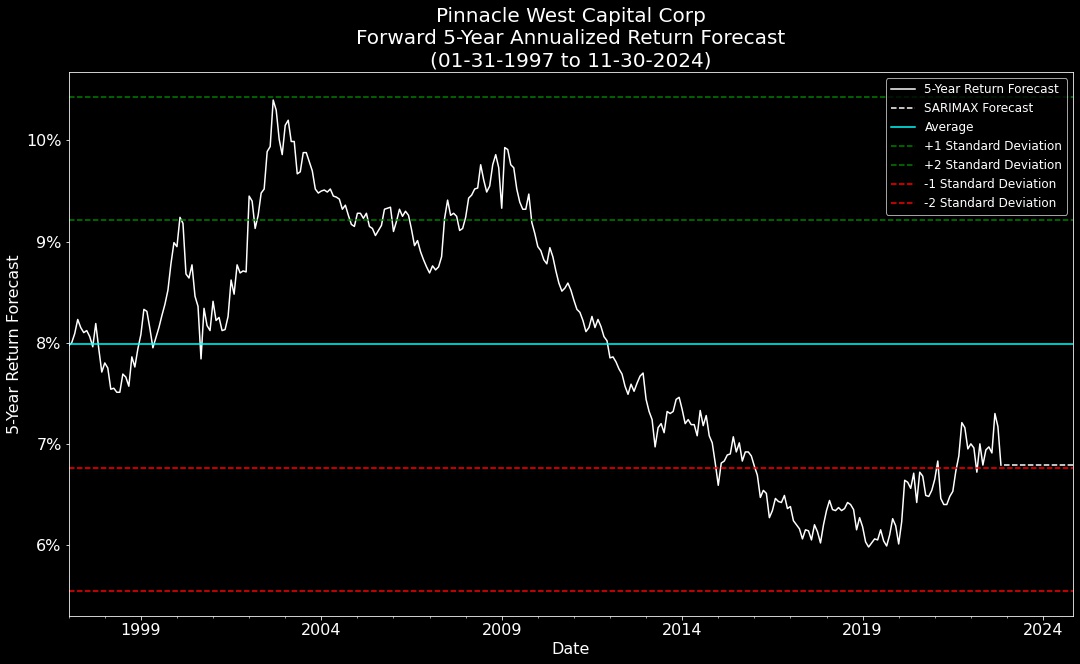 Pinnacle West Capital Corp
Forward 5-Year Annualized Return Forecast
(01-31-1997 to 11-30-2024)
5-Year Return Forecast
SARIMAX Forecast
Average
+1 Standard Deviation
+2 Standard Deviation
-1 Standard Deviation
-2 Standard Deviation
5-Year Return Forecast
10%
9%
8%
7%
6%
1999 2004 2009 2014 2019 2024
Date